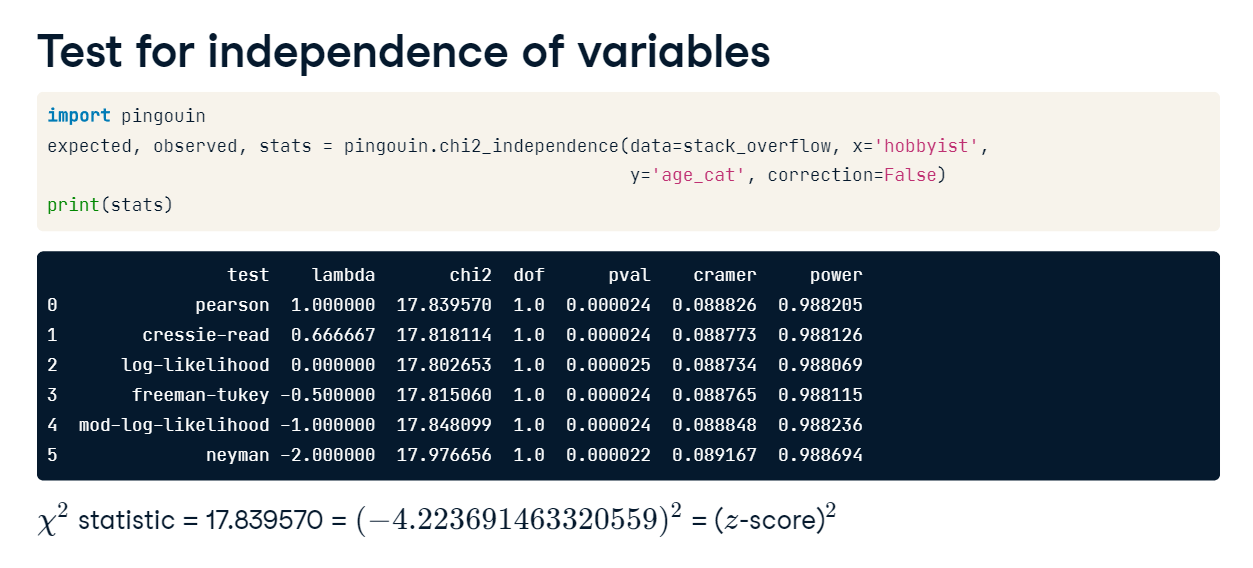 Test for independence of variables
import pingouin
expected, observed, stats = pingouin.chi2_independence(data=stack_overflow, x='hobbyist',
y='age_cat', correction=False)
print(stats)
test lambda chi2 dof pval cramer power
0 pearson 1.000000 17.839570 1.0 0.000024 0.088826 0.988205
1 cressie-read 0.666667 17.818114 1.0 0.000024 0.088773 0.988126
2 log-likelihood 0.000000 17.802653 1.0 0.000025 0.088734 0.988069
3 freeman-tukey -0.500000 17.815060 1.0 0.000024 0.088765 0.988115
4 mod-log-likelihood -1.000000 17.848099 1.0 0.000024 0.088848 0.988236
5 neyman -2.000000 17.976656 1.0 0.000022 0.089167 0.988694
χ² statistic = 17.839570 = (−4.223691463320559)² = (z-score)²